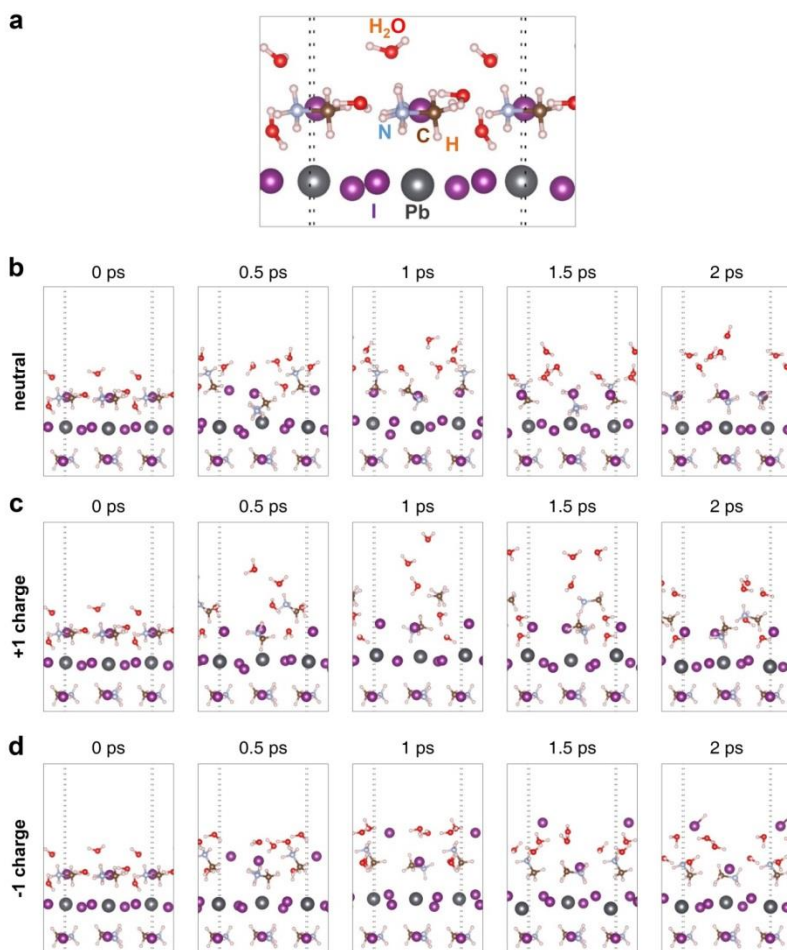 a
H₂O
N
C
H
I
Pb
b
0 ps 0.5 ps 1 ps 1.5 ps 2 ps
neutral
c
0 ps 0.5 ps 1 ps 1.5 ps 2 ps
+1 charge
d
0 ps 0.5 ps 1 ps 1.5 ps 2 ps
-1 charge